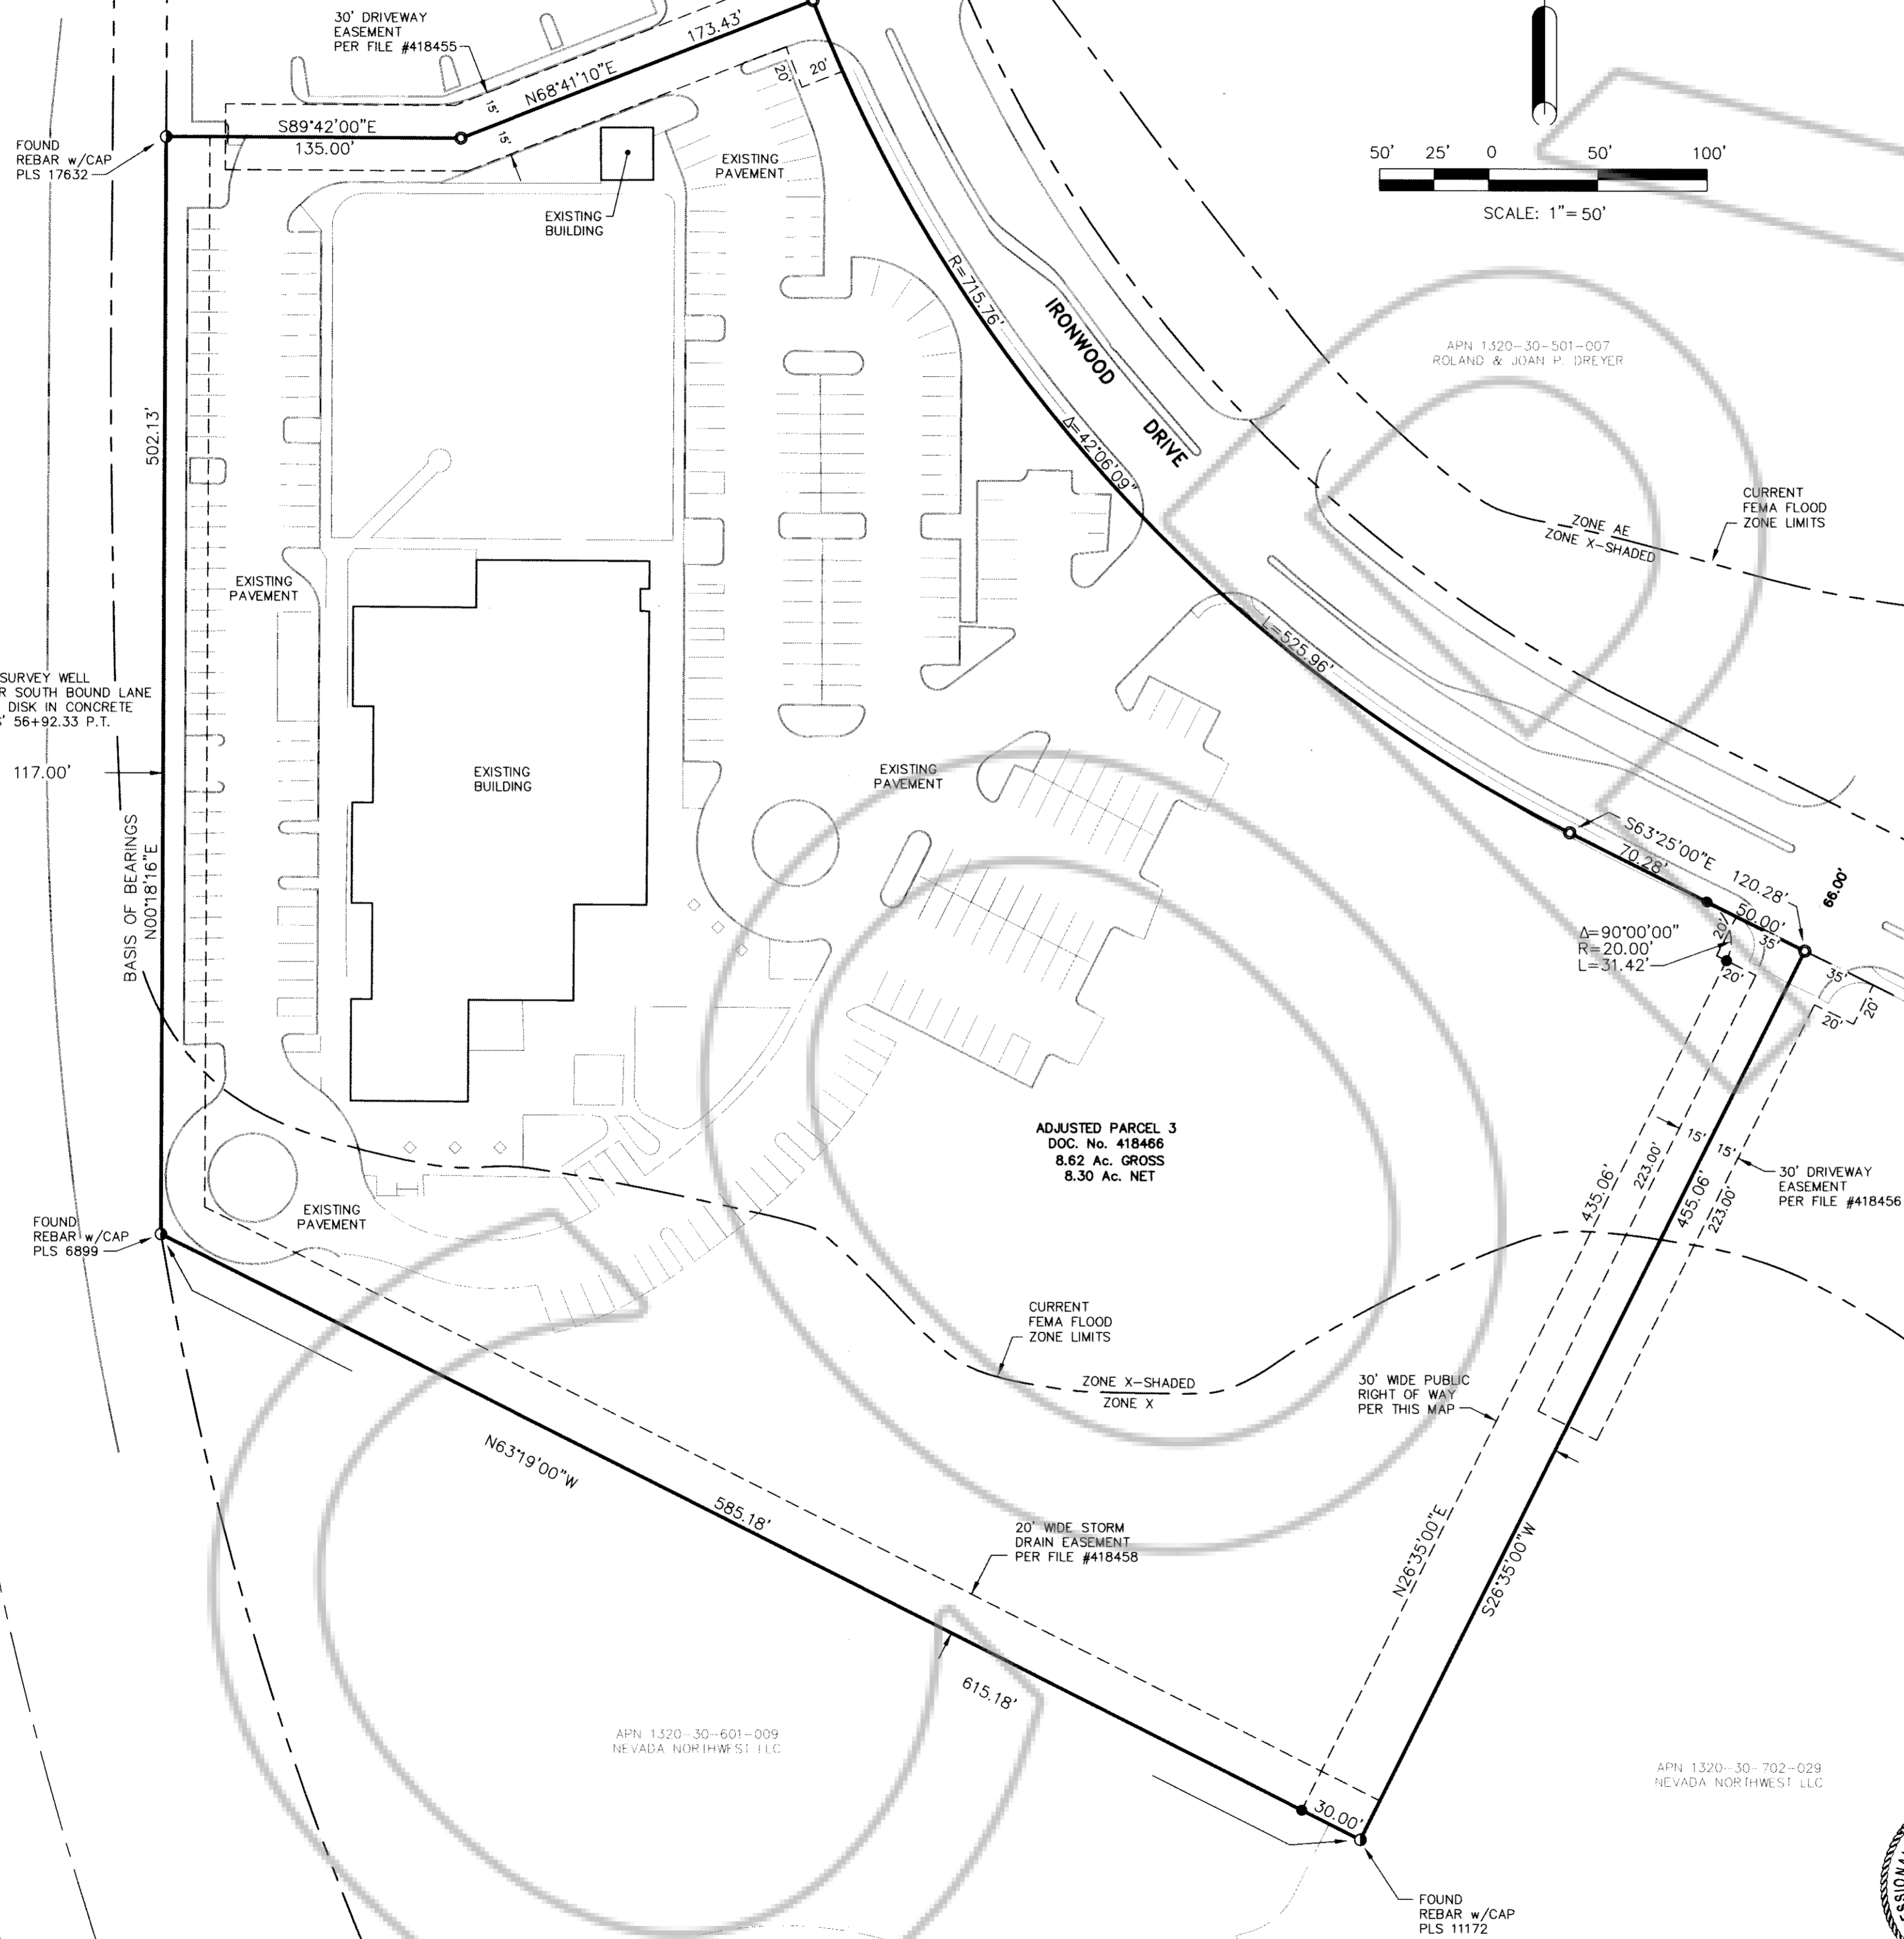 30' DRIVEWAY
EASEMENT
PER FILE #418455
173.43'
N68°41'10"E
15'
15'
20'
20'
S89°42'00"E
135.00'
FOUND
REBAR w/CAP
PLS 17632
EXISTING
BUILDING
EXISTING
PAVEMENT
50' 25' 0 50' 100'
SCALE: 1"= 50'
R=715.76'
Δ=42°06'09"
L=525.96'
IRONWOOD
DRIVE
APN 1320-30-501-007
ROLAND & JOAN P. DREYER
CURRENT
FEMA FLOOD
ZONE LIMITS
ZONE AE
ZONE X-SHADED
502.13'
EXISTING
PAVEMENT
SURVEY WELL
SOUTH BOUND LANE
DISK IN CONCRETE
56+92.33 P.T.
117.00'
BASIS OF BEARINGS
N00°18'16"E
EXISTING
BUILDING
EXISTING
PAVEMENT
S63°25'00"E
70.28'
120.28'
66.00'
50.00'
Δ=90°00'00"
R=20.00'
L=31.42'
20'
35'
20'
35'
20'
20'
ADJUSTED PARCEL 3
DOC. No. 418466
8.62 Ac. GROSS
8.30 Ac. NET
15'
15'
435.06'
223.00'
455.06'
223.00'
30' DRIVEWAY
EASEMENT
PER FILE #418456
EXISTING
PAVEMENT
FOUND
REBAR w/CAP
PLS 6899
CURRENT
FEMA FLOOD
ZONE LIMITS
ZONE X-SHADED
ZONE X
30' WIDE PUBLIC
RIGHT OF WAY
PER THIS MAP
N63°19'00"W
585.18'
20' WIDE STORM
DRAIN EASEMENT
PER FILE #418458
N26°35'00"E
S26°35'00"W
615.18'
APN 1320-30-601-009
NEVADA NORTHWEST LLC
APN 1320-30-702-029
NEVADA NORTHWEST LLC
30.00'
FOUND
REBAR w/CAP
PLS 11172